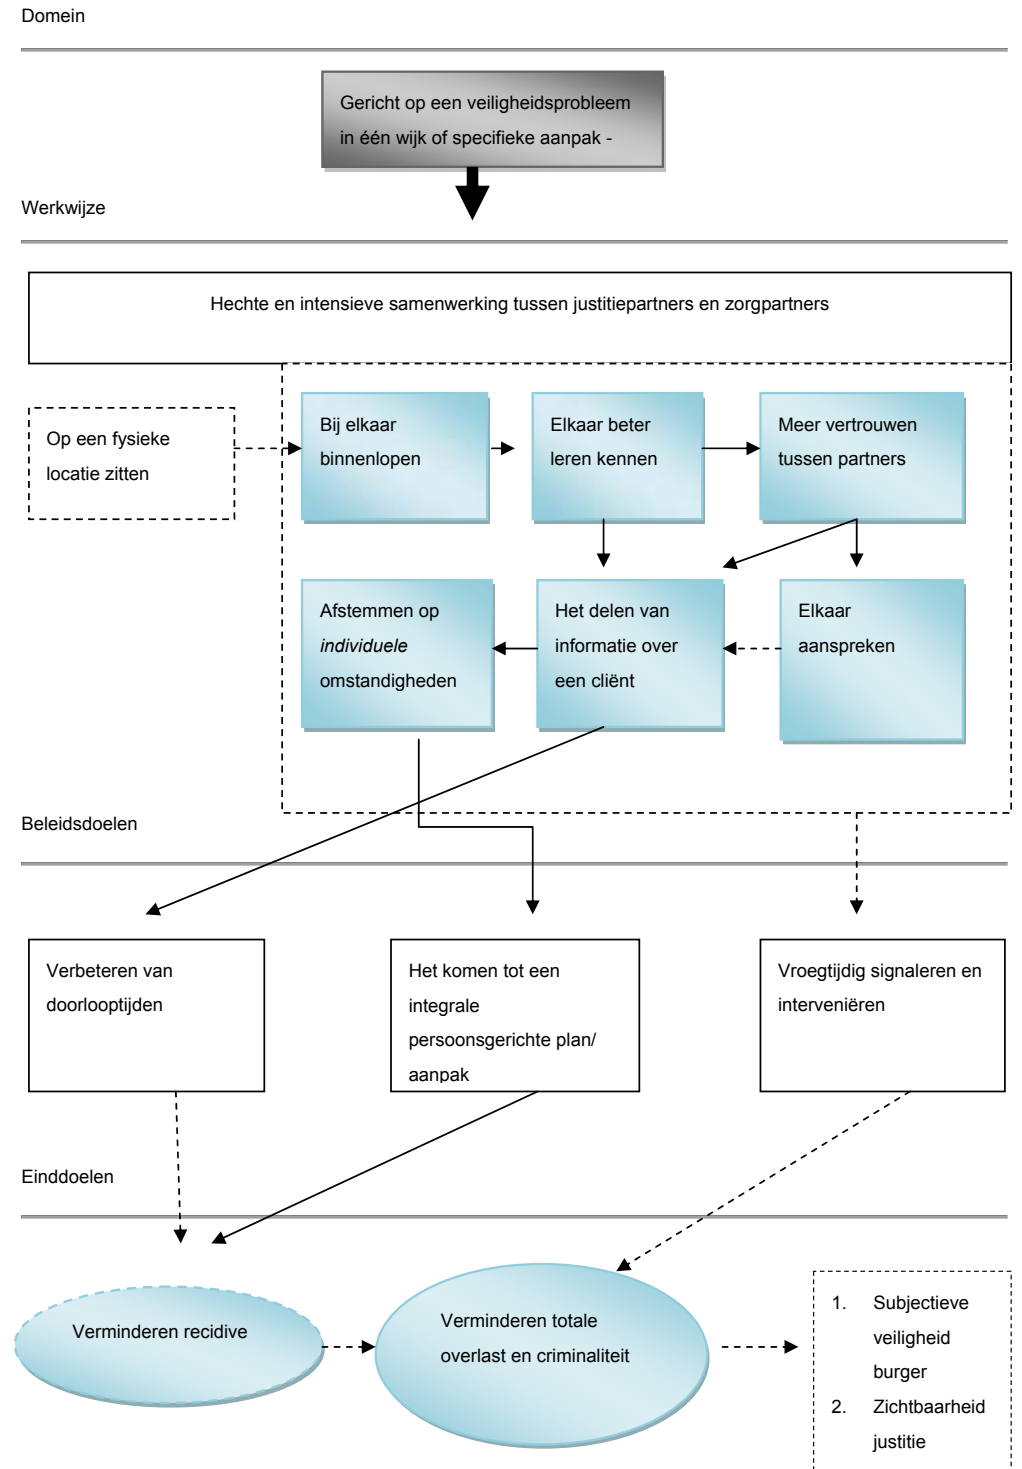 Domein
Gericht op een veiligheidsprobleem
in één wijk of specifieke aanpak -
Werkwijze
Hechte en intensieve samenwerking tussen justitiepartners en zorgpartners
Op een fysieke
locatie zitten
Bij elkaar
binnenlopen
Elkaar beter
leren kennen
Meer vertrouwen
tussen partners
Afstemmen op
individuele
omstandigheden
Het delen van
informatie over
een cliënt
Elkaar
aanspreken
Beleidsdoelen
Verbeteren van
doorlooptijden
Het komen tot een
integrale
persoonsgerichte plan/
aanpak
Vroegtijdig signaleren en
interveniëren
Einddoelen
Verminderen recidive
Verminderen totale
overlast en criminaliteit
1. Subjectieve
veiligheid
burger
2. Zichtbaarheid
justitie